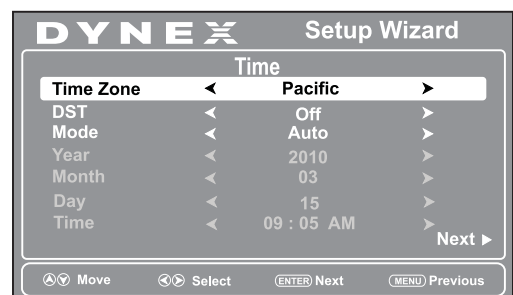 DYNEX Setup Wizard
Time
Time Zone Pacific
DST Off
Mode Auto
Year 2010
Month 03
Day 15
Time 09 : 05 AM
Next
Move Select ENTER Next MENU Previous